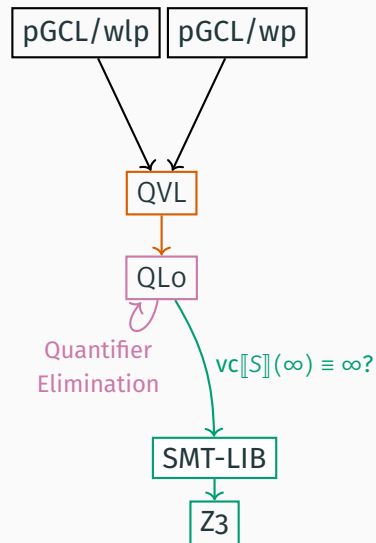 pGCL/wlp
pGCL/wp
QVL
QLo
Quantifier
Elimination
vc⟦S⟧(∞) ≡ ∞?
SMT-LIB
Z3